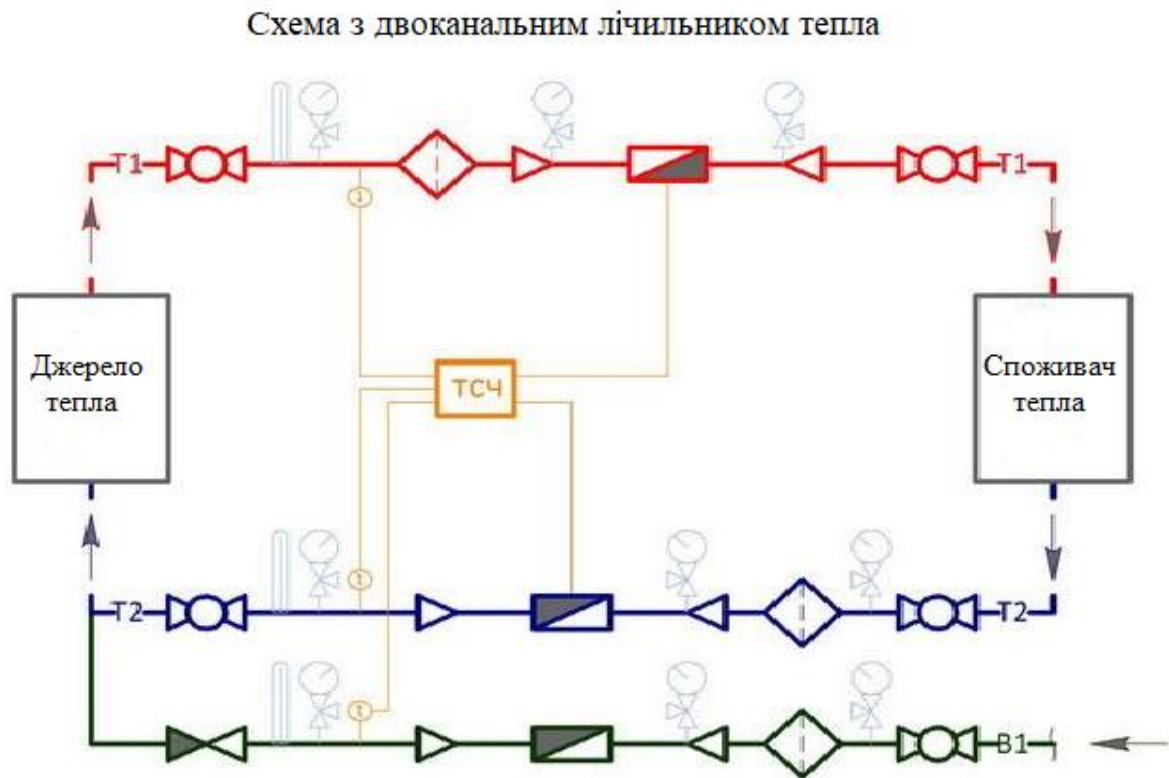 Схема з двоканальним лічильником тепла
Т1
Т1
Джерело
тепла
ТСЧ
Споживач
тепла
t
t
t
Т2
Т2
В1